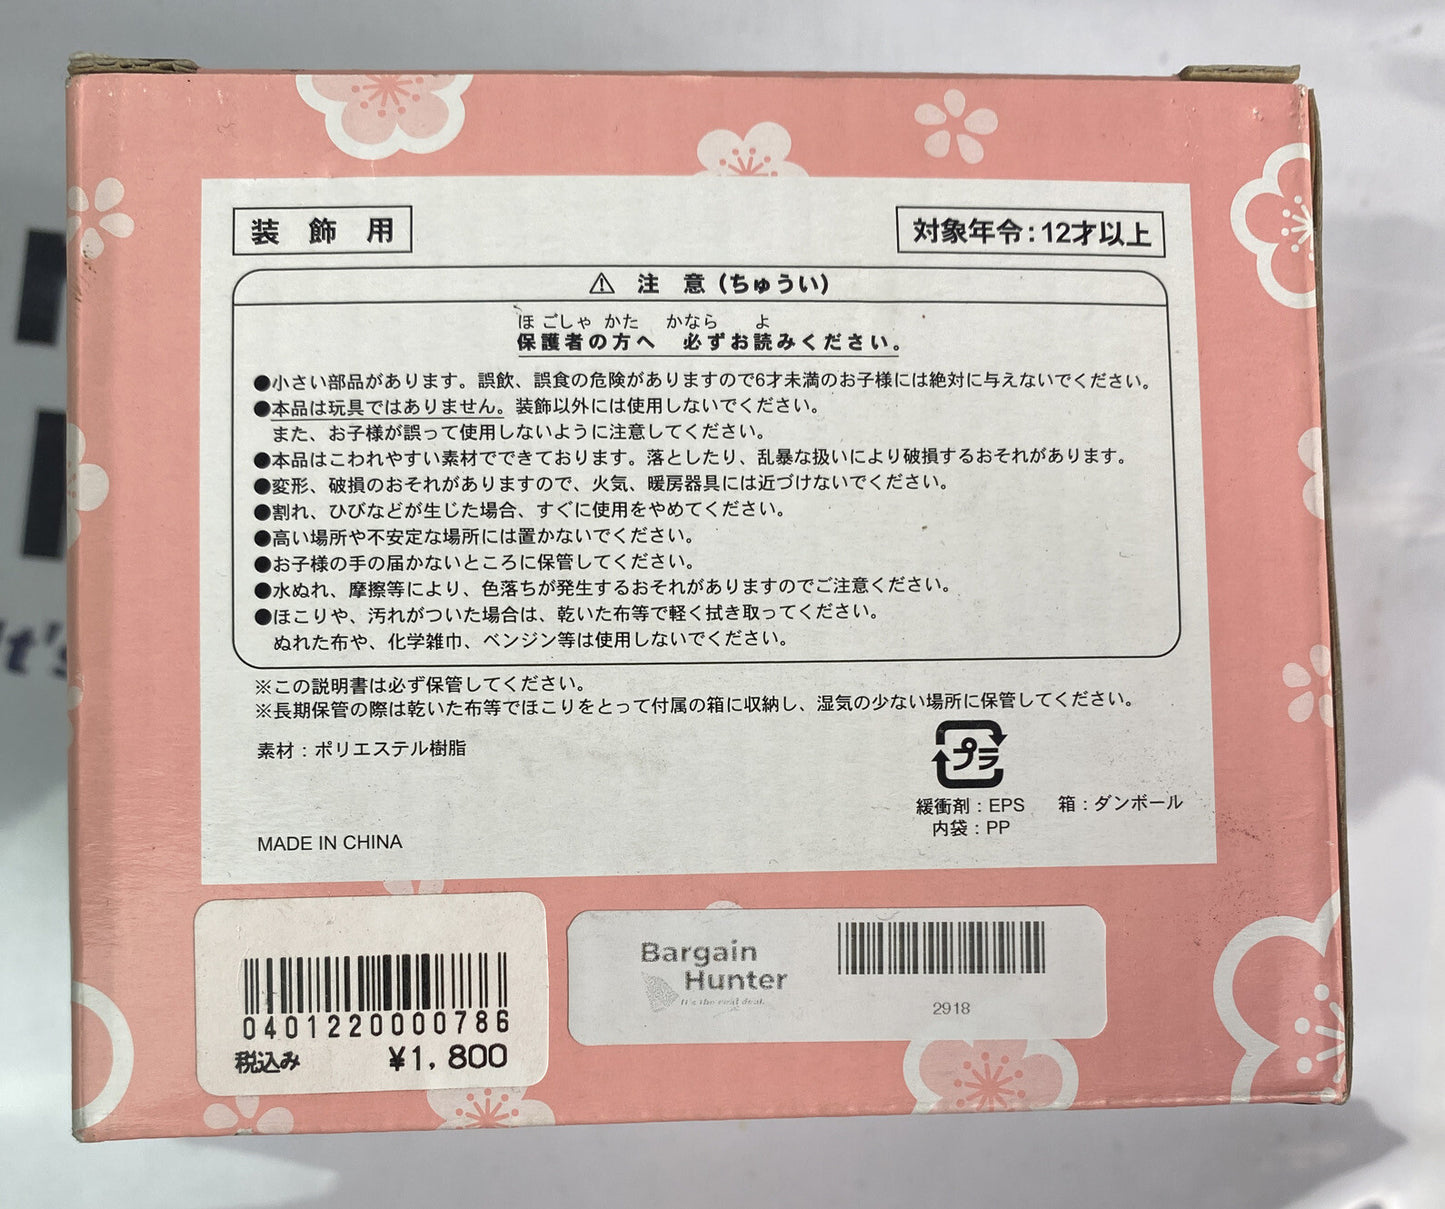 装飾用
対象年令:12才以上
⚠ 注意(ちゅうい)
ほごしゃ かた かなら よ
保護者の方へ 必ずお読みください。
●小さい部品があります。誤飲、誤食の危険がありますので6才未満のお子様には絶対に与えないでください。
●本品は玩具ではありません。装飾以外には使用しないでください。
また、お子様が誤って使用しないように注意してください。
●本品はこわれやすい素材でできております。落としたり、乱暴な扱いにより破損するおそれがあります。
●変形、破損のおそれがありますので、火気、暖房器具には近づけないでください。
●割れ、ひびなどが生じた場合、すぐに使用をやめてください。
●高い場所や不安定な場所には置かないでください。
●お子様の手の届かないところに保管してください。
●水ぬれ、摩擦等により、色落ちが発生するおそれがありますのでご注意ください。
●ほこりや、汚れがついた場合は、乾いた布等で軽く拭き取ってください。
ぬれた布や、化学雑巾、ベンジン等は使用しないでください。
※この説明書は必ず保管してください。
※長期保管の際は乾いた布等でほこりをとって付属の箱に収納し、湿気の少ない場所に保管してください。
素材:ポリエステル樹脂
プラ
緩衝剤:EPS 箱:ダンボール
内袋:PP
MADE IN CHINA
0401220000786
税込み ¥1,800
Bargain
Hunter
It's the real deal.
2918
It's